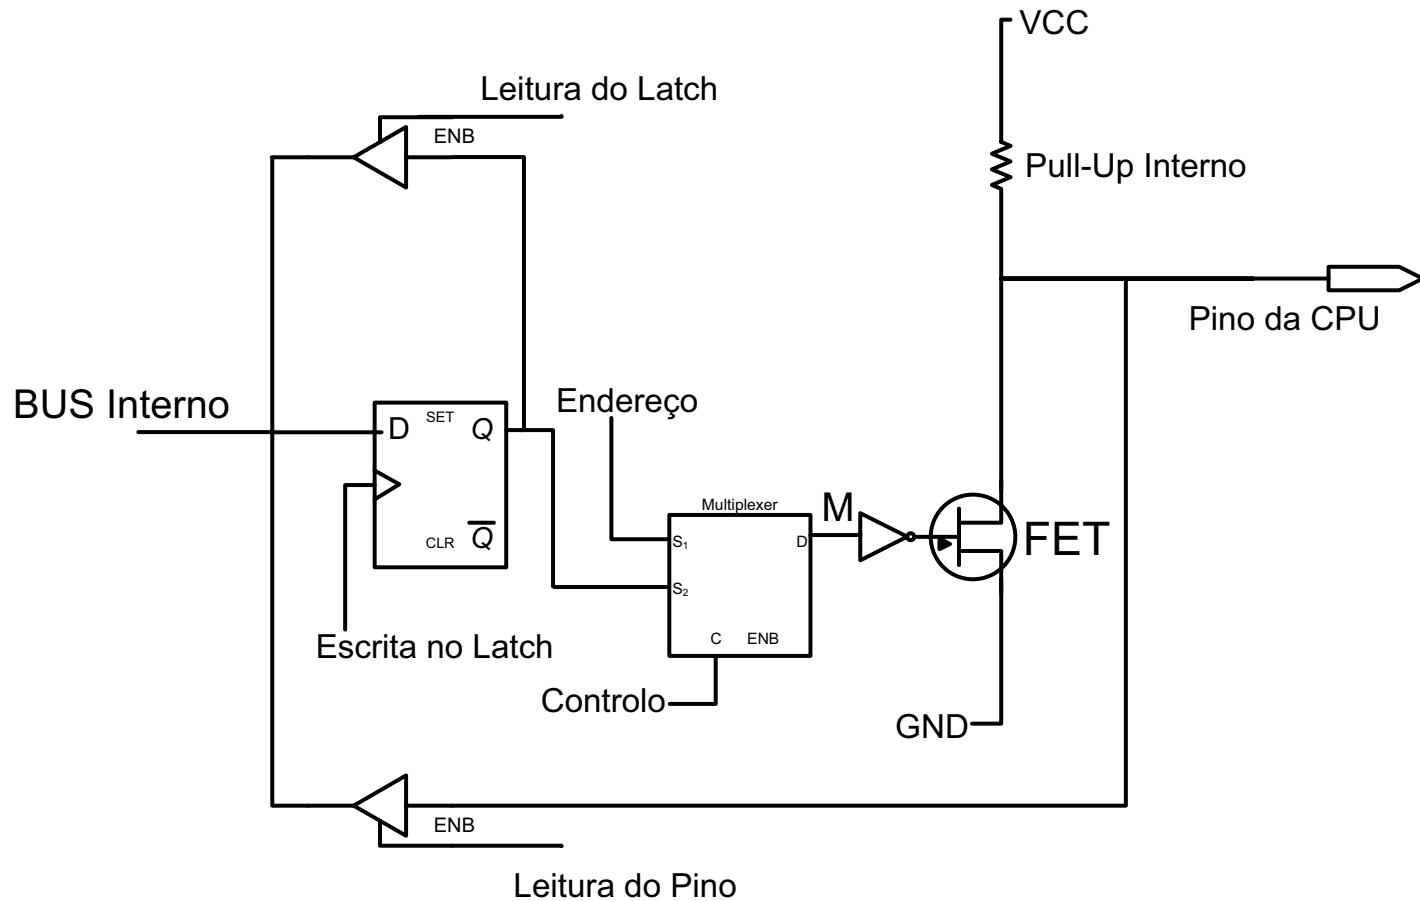 VCC
Leitura do Latch
ENB
Pull-Up Interno
Pino da CPU
BUS Interno
Endereço
D SET Q
CLR Q
Multiplexer
M
S1 D
FET
S2
C ENB
Escrita no Latch
Controlo
GND
ENB
Leitura do Pino